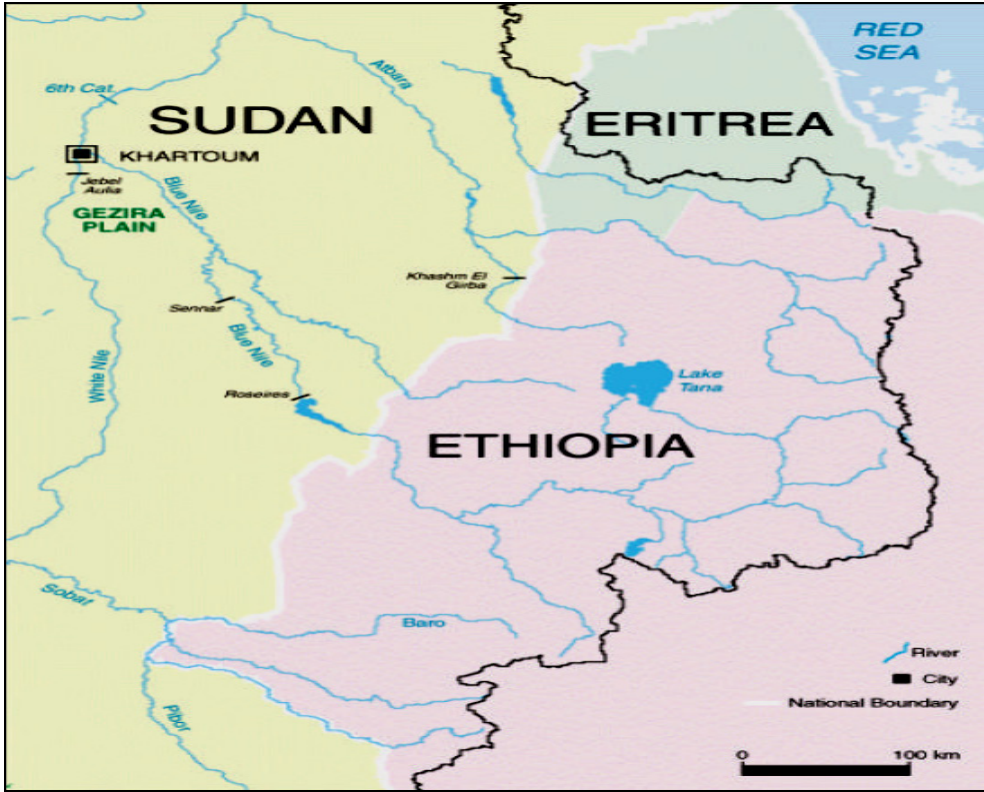 RED
SEA
Atbara
6th Cat.
SUDAN
ERITREA
KHARTOUM
Jebel
Aulia
Blue Nile
GEZIRA
PLAIN
Khashm El
Girba
Sennar
Blue Nile
White Nile
Lake
Tana
Roseires
ETHIOPIA
Sobat
Baro
River
City
National Boundary
Pibor
0 100 km